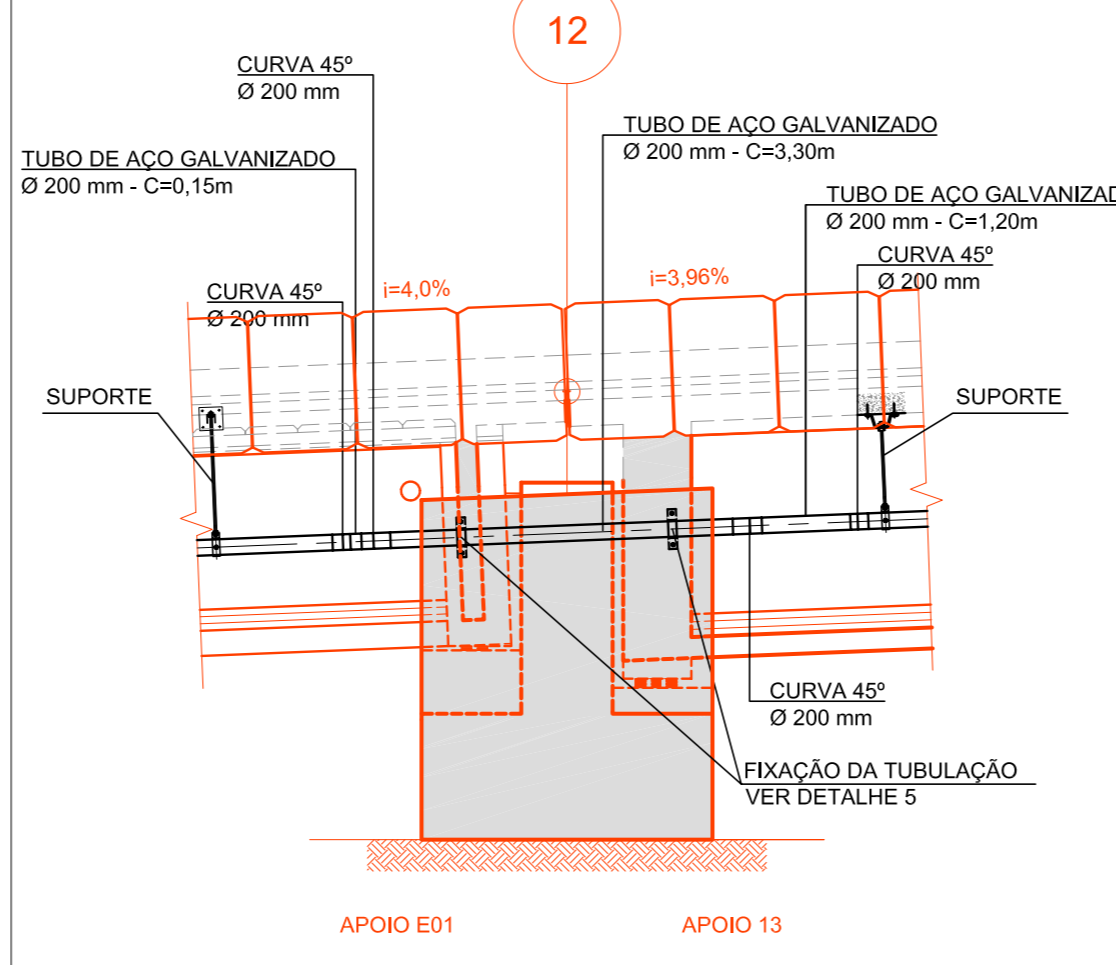 12
CURVA 45º
Ø 200 mm
TUBO DE AÇO GALVANIZADO
Ø 200 mm - C=3,30m
TUBO DE AÇO GALVANIZADO
Ø 200 mm - C=0,15m
TUBO DE AÇO GALVANIZAD
Ø 200 mm - C=1,20m
CURVA 45º
Ø 200 mm
i=4,0%
i=3,96%
CURVA 45º
Ø 200 mm
SUPORTE
SUPORTE
CURVA 45º
Ø 200 mm
FIXAÇÃO DA TUBULAÇÃO
VER DETALHE 5
APOIO E01
APOIO 13